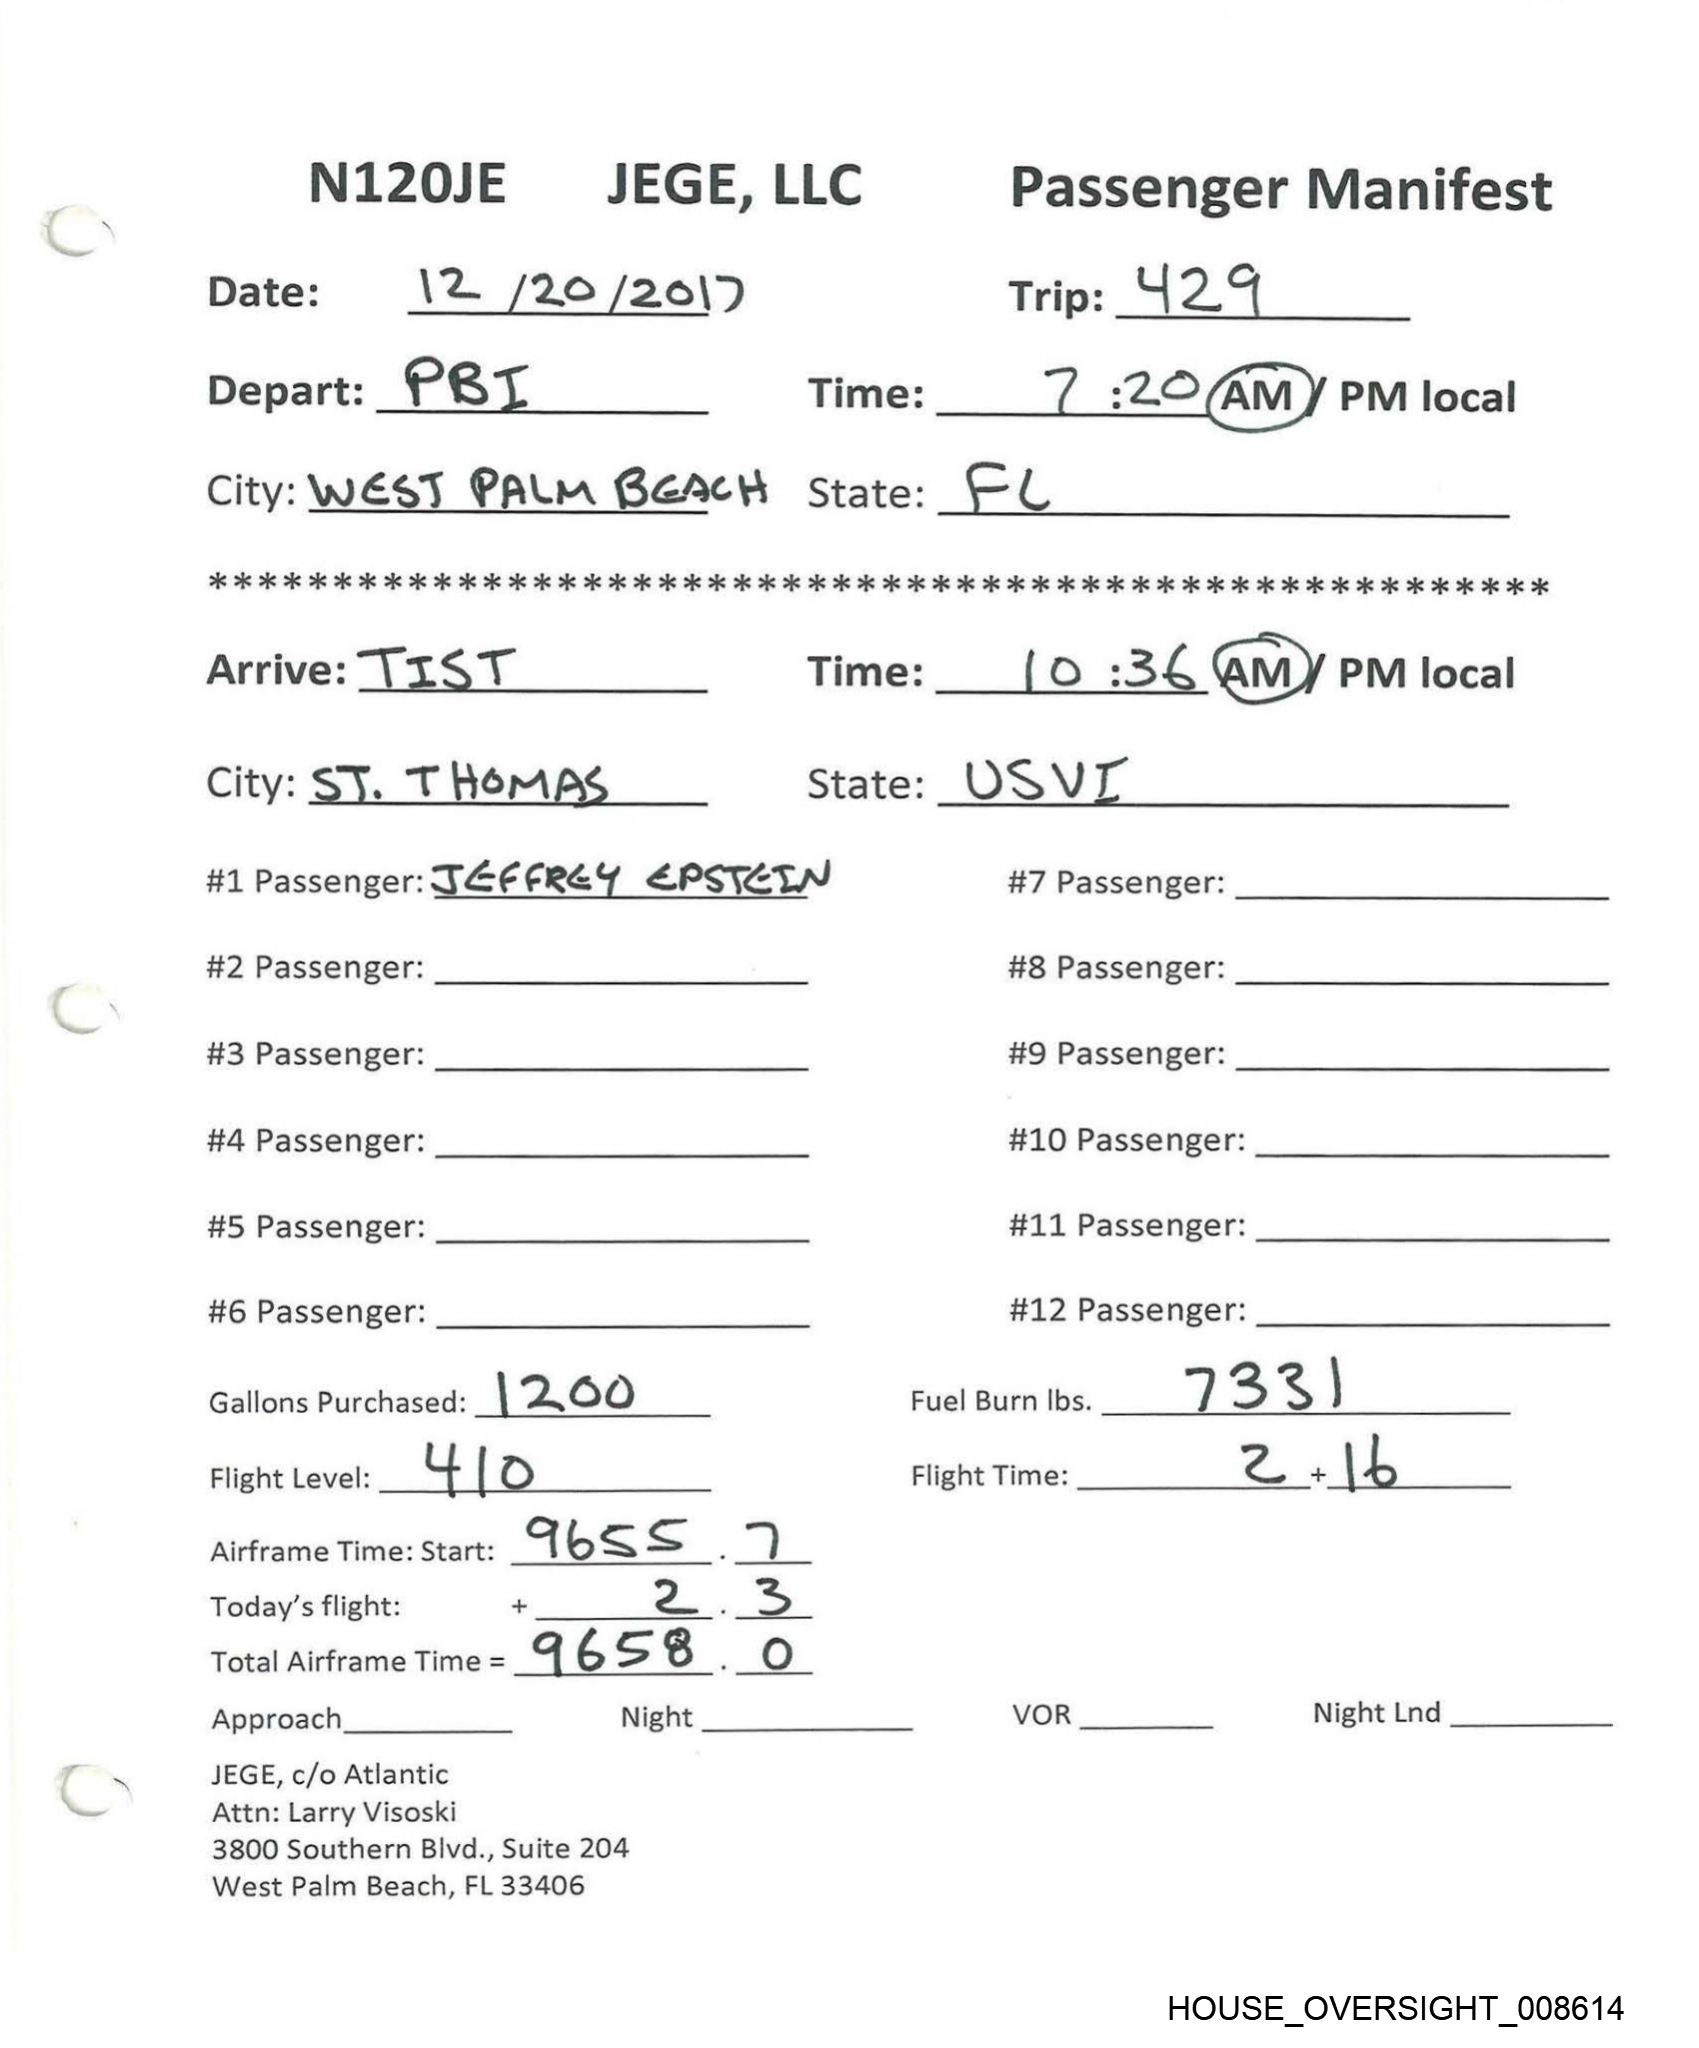 N120JE JEGE, LLC Passenger Manifest
Date: 12/20/2017 Trip: 429
Depart: PBI Time: 7:20 AM / PM local
City: WEST PALM BEACH State: FL
******************************************************
Arrive: TIST Time: 10:36 AM / PM local
City: ST. THOMAS State: USVI
#1 Passenger: JEFFREY EPSTEIN #7 Passenger:
#2 Passenger: #8 Passenger:
#3 Passenger: #9 Passenger:
#4 Passenger: #10 Passenger:
#5 Passenger: #11 Passenger:
#6 Passenger: #12 Passenger:
Gallons Purchased: 1200 Fuel Burn lbs. 7331
Flight Level: 410 Flight Time: 2 + 16
Airframe Time: Start: 9655.7
Today's flight: + 2.3
Total Airframe Time = 9658.0
Approach Night VOR Night Lnd
JEGE, c/o Atlantic
Attn: Larry Visoski
3800 Southern Blvd., Suite 204
West Palm Beach, FL 33406
HOUSE_OVERSIGHT_008614